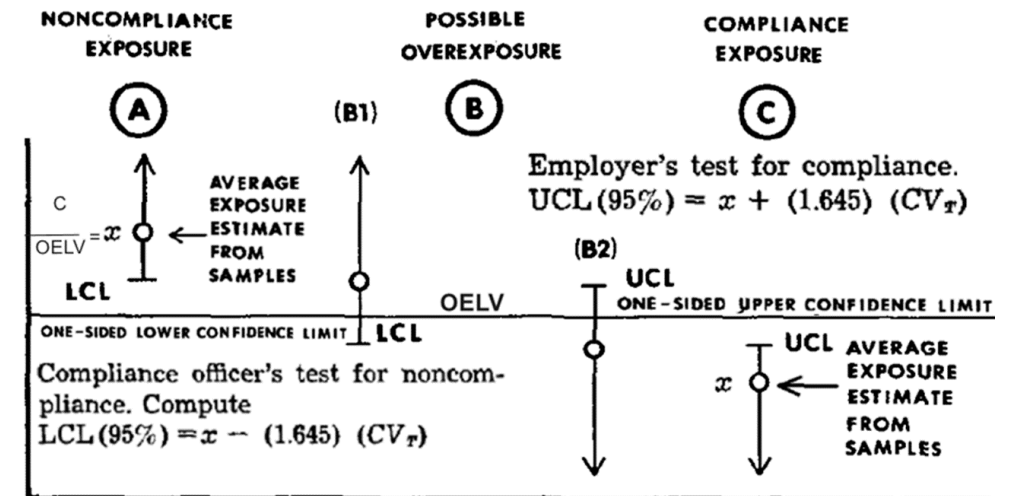 NONCOMPLIANCE
EXPOSURE
POSSIBLE
OVEREXPOSURE
COMPLIANCE
EXPOSURE
A
(B1)
B
C
Employer's test for compliance.
UCL(95%) = x + (1.645) (CVT)
AVERAGE
EXPOSURE
ESTIMATE
FROM
SAMPLES
C
OELV
= x
LCL
(B2)
UCL
OELV
ONE-SIDED UPPER CONFIDENCE LIMIT
ONE-SIDED LOWER CONFIDENCE LIMIT
LCL
Compliance officer's test for noncom-
pliance. Compute
LCL(95%) = x − (1.645) (CVT)
UCL
x
AVERAGE
EXPOSURE
ESTIMATE
FROM
SAMPLES